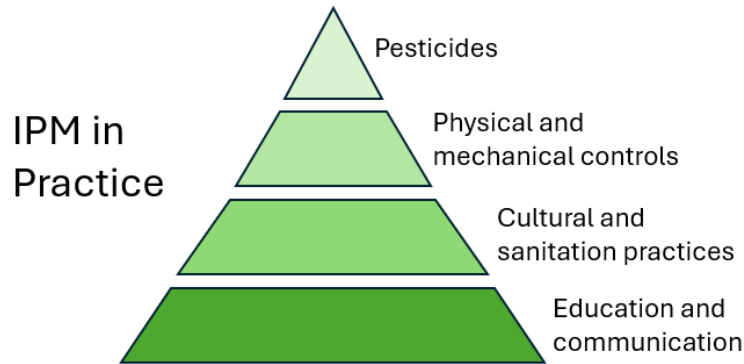 IPM in
Practice
Pesticides
Physical and
mechanical controls
Cultural and
sanitation practices
Education and
communication